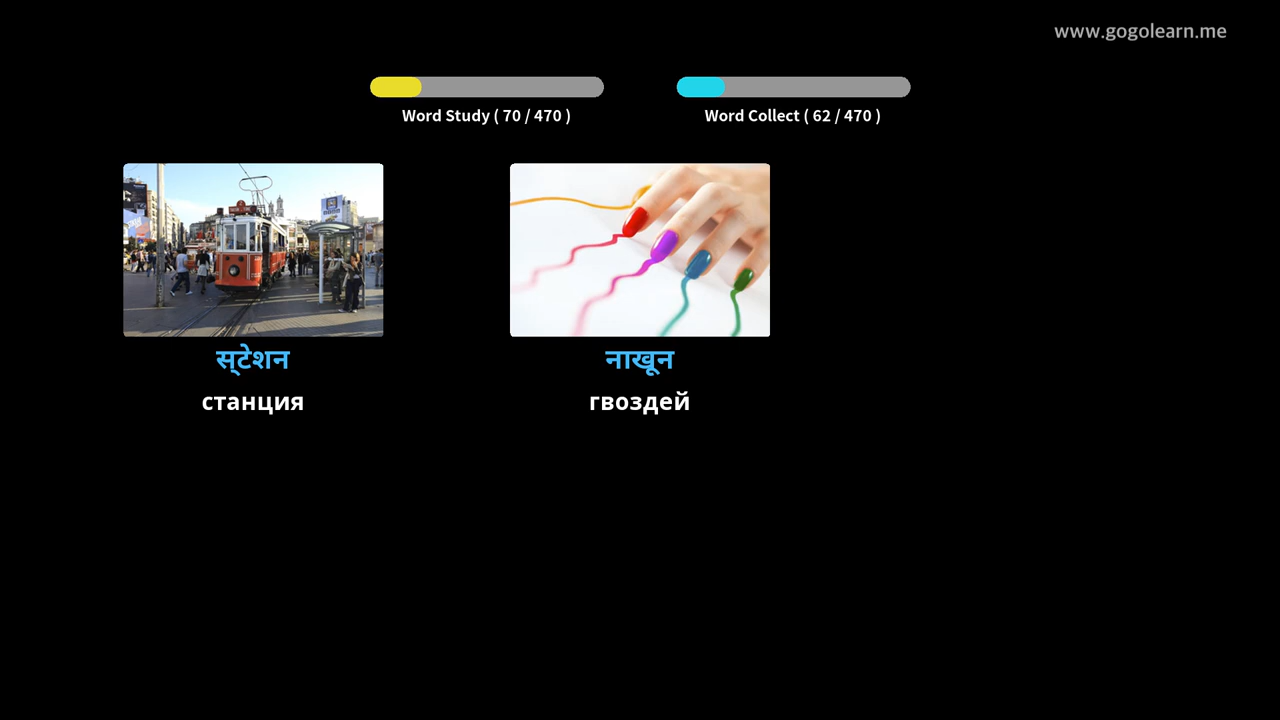 www.gogolearn.me
Word Study ( 70 / 470 )
Word Collect ( 62 / 470 )
स्टेशन
станция
नाखून
гвоздей